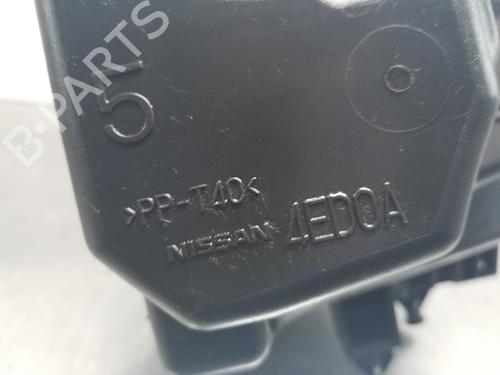 B-PARTS
5
>PP-T40<
NISSAN 4ED0A